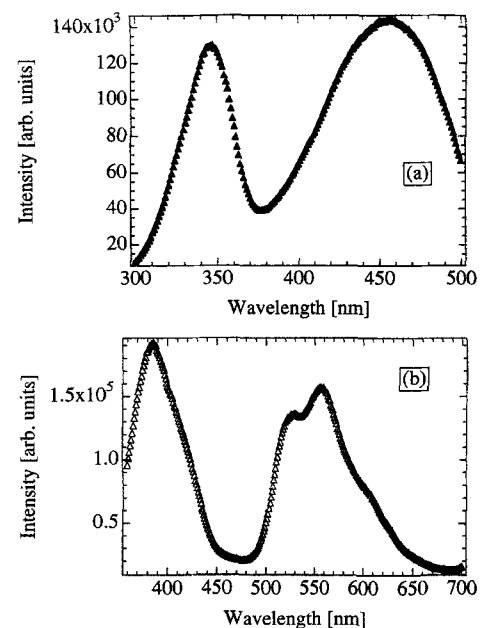 140x10³
120
100
80
60
40
20
Intensity [arb. units]
(a)
300
350
400
450
500
Wavelength [nm]
1.5x10⁵
1.0
0.5
Intensity [arb. units]
(b)
400
450
500
550
600
650
700
Wavelength [nm]